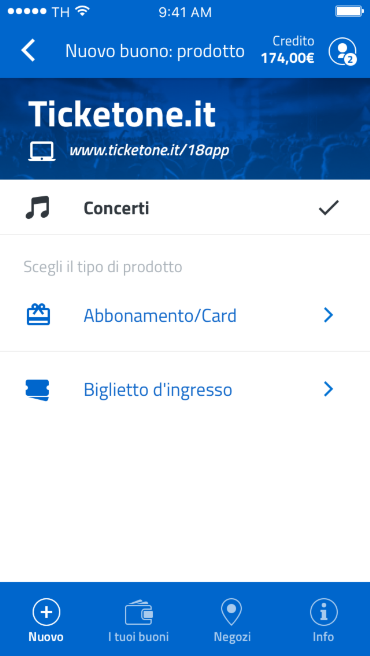 TH 9:41 AM
Nuovo buono: prodotto
Credito
174,00€
2
Ticketone.it
www.ticketone.it/18app
Concerti
Scegli il tipo di prodotto
Abbonamento/Card
Biglietto d'ingresso
Nuovo I tuoi buoni Negozi Info